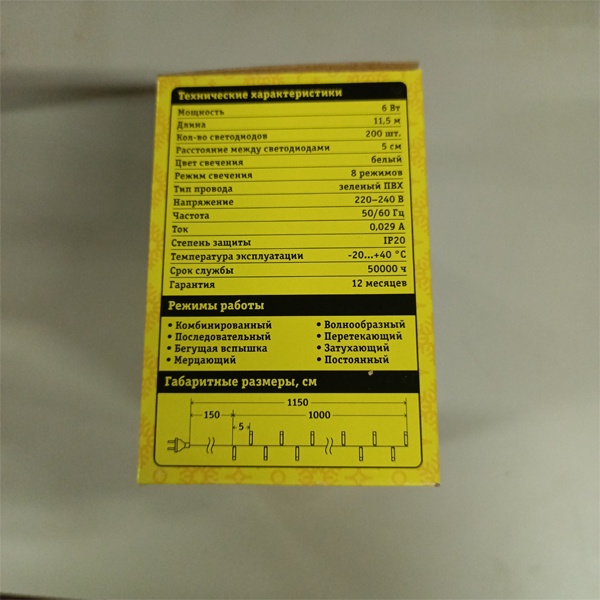 Технические характеристики
Мощность 6 Вт
Длина 11,5 м
Кол-во светодиодов 200 шт.
Расстояние между светодиодами 5 см
Цвет свечения белый
Режим свечения 8 режимов
Тип провода зеленый ПВХ
Напряжение 220–240 В
Частота 50/60 Гц
Ток 0,029 А
Степень защиты IP20
Температура эксплуатации -20...+40 °C
Срок службы 50000 ч
Гарантия 12 месяцев
Режимы работы
• Комбинированный • Волнообразный
• Последовательный • Перетекающий
• Бегущая вспышка • Затухающий
• Мерцающий • Постоянный
Габаритные размеры, см
1150
150 1000
5